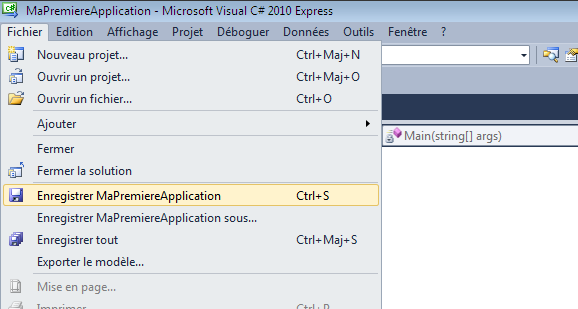 MaPremiereApplication - Microsoft Visual C# 2010 Express
Fichier Edition Affichage Projet Déboguer Données Outils Fenêtre ?
Nouveau projet... Ctrl+Maj+N
Ouvrir un projet... Ctrl+Maj+O
Ouvrir un fichier... Ctrl+O
Ajouter
Main(string[] args)
Fermer
Fermer la solution
Enregistrer MaPremiereApplication Ctrl+S
Enregistrer MaPremiereApplication sous...
Enregistrer tout Ctrl+Maj+S
Exporter le modèle...
Mise en page...
Imprimer... Ctrl+P